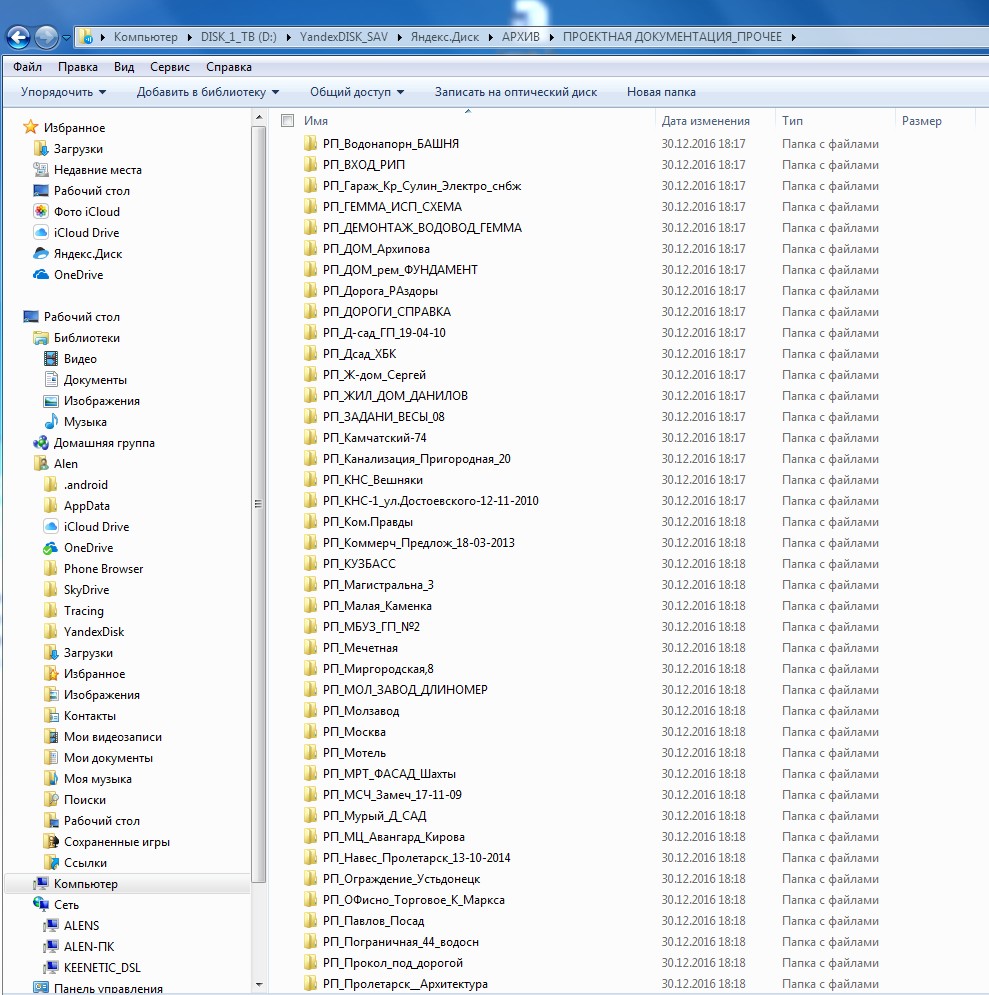 Компьютер ▸ DISK_1_TB (D:) ▸ YandexDISK_SAV ▸ Яндекс.Диск ▸ АРХИВ ▸ ПРОЕКТНАЯ ДОКУМЕНТАЦИЯ_ПРОЧЕЕ ▸
Файл Правка Вид Сервис Справка
Упорядочить Добавить в библиотеку Общий доступ Записать на оптический диск Новая папка
Избранное
Загрузки
Недавние места
Рабочий стол
Фото iCloud
iCloud Drive
Яндекс.Диск
OneDrive
Рабочий стол
Библиотеки
Видео
Документы
Изображения
Музыка
Домашняя группа
Alen
.android
AppData
iCloud Drive
OneDrive
Phone Browser
SkyDrive
Tracing
YandexDisk
Загрузки
Избранное
Изображения
Контакты
Мои видеозаписи
Мои документы
Моя музыка
Поиски
Рабочий стол
Сохраненные игры
Ссылки
Компьютер
Сеть
ALENS
ALEN-ПК
KEENETIC_DSL
Панель управления
Имя Дата изменения Тип Размер
РП_Водонапорн_БАШНЯ 30.12.2016 18:17 Папка с файлами
РП_ВХОД_РИП 30.12.2016 18:17 Папка с файлами
РП_Гараж_Кр_Сулин_Электро_снбж 30.12.2016 18:17 Папка с файлами
РП_ГЕММА_ИСП_СХЕМА 30.12.2016 18:17 Папка с файлами
РП_ДЕМОНТАЖ_ВОДОВОД_ГЕММА 30.12.2016 18:17 Папка с файлами
РП_ДОМ_Архипова 30.12.2016 18:17 Папка с файлами
РП_ДОМ_рем_ФУНДАМЕНТ 30.12.2016 18:17 Папка с файлами
РП_Дорога_РАздоры 30.12.2016 18:17 Папка с файлами
РП_ДОРОГИ_СПРАВКА 30.12.2016 18:17 Папка с файлами
РП_Д-сад_ГП_19-04-10 30.12.2016 18:17 Папка с файлами
РП_Дсад_ХБК 30.12.2016 18:17 Папка с файлами
РП_Ж-дом_Сергей 30.12.2016 18:17 Папка с файлами
РП_ЖИЛ_ДОМ_ДАНИЛОВ 30.12.2016 18:17 Папка с файлами
РП_ЗАДАНИ_ВЕСЫ_08 30.12.2016 18:17 Папка с файлами
РП_Камчатский-74 30.12.2016 18:17 Папка с файлами
РП_Канализация_Пригородная_20 30.12.2016 18:17 Папка с файлами
РП_КНС_Вешняки 30.12.2016 18:17 Папка с файлами
РП_КНС-1_ул.Достоевского-12-11-2010 30.12.2016 18:17 Папка с файлами
РП_Ком.Правды 30.12.2016 18:18 Папка с файлами
РП_Коммерч_Предлож_18-03-2013 30.12.2016 18:18 Папка с файлами
РП_КУЗБАСС 30.12.2016 18:18 Папка с файлами
РП_Магистральна_3 30.12.2016 18:18 Папка с файлами
РП_Малая_Каменка 30.12.2016 18:18 Папка с файлами
РП_МБУЗ_ГП_№2 30.12.2016 18:18 Папка с файлами
РП_Мечетная 30.12.2016 18:18 Папка с файлами
РП_Миргородская,8 30.12.2016 18:18 Папка с файлами
РП_МОЛ_ЗАВОД_ДЛИНОМЕР 30.12.2016 18:18 Папка с файлами
РП_Молзавод 30.12.2016 18:18 Папка с файлами
РП_Москва 30.12.2016 18:18 Папка с файлами
РП_Мотель 30.12.2016 18:18 Папка с файлами
РП_МРТ_ФАСАД_Шахты 30.12.2016 18:18 Папка с файлами
РП_МСЧ_Замеч_17-11-09 30.12.2016 18:18 Папка с файлами
РП_Мурый_Д_САД 30.12.2016 18:18 Папка с файлами
РП_МЦ_Авангард_Кирова 30.12.2016 18:18 Папка с файлами
РП_Навес_Пролетарск_13-10-2014 30.12.2016 18:18 Папка с файлами
РП_Ограждение_Устьдонецк 30.12.2016 18:18 Папка с файлами
РП_ОФисно_Торговое_К_Маркса 30.12.2016 18:18 Папка с файлами
РП_Павлов_Посад 30.12.2016 18:18 Папка с файлами
РП_Пограничная_44_водосн 30.12.2016 18:18 Папка с файлами
РП_Прокол_под_дорогой 30.12.2016 18:18 Папка с файлами
РП_Пролетарск__Архитектура 30.12.2016 18:18 Папка с файлами